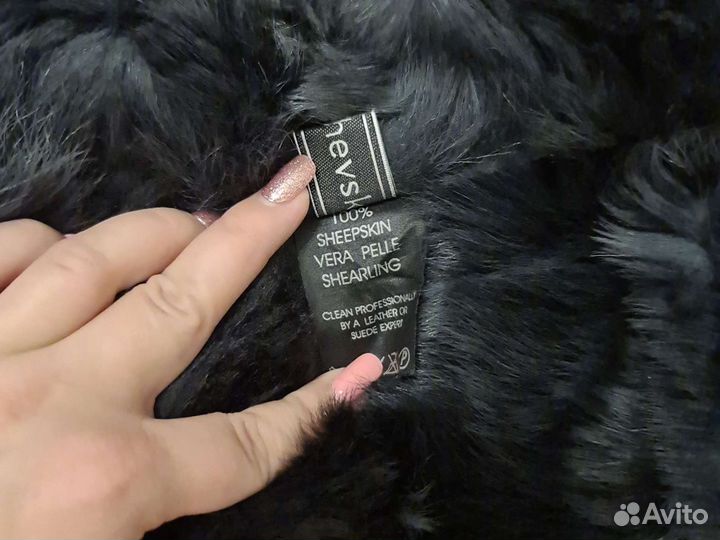 hevsk
100%
SHEEPSKIN
VERA PELLE
SHEARLING
CLEAN PROFESSIONALLY
BY A LEATHER OR
SUEDE EXPERT
Avito